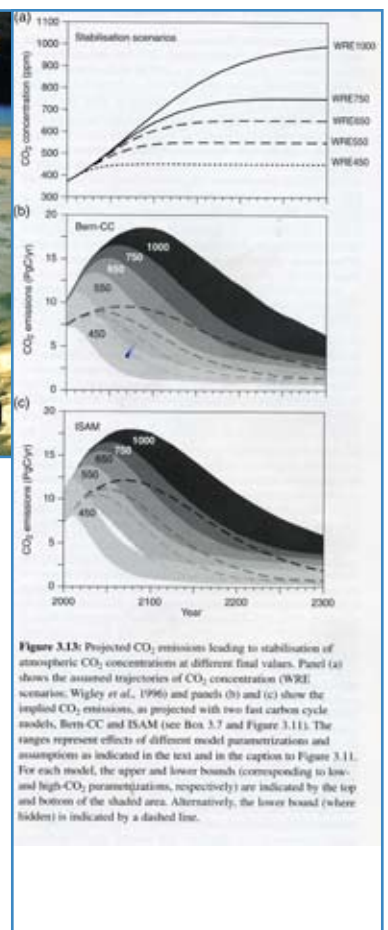 (a)
1100
1000
900
800
700
600
500
400
300
CO₂ concentration (ppm)
Stabilisation scenarios
WRE1000
WRE750
WRE650
WRE550
WRE450
(b)
20
15
10
5
0
CO₂ emissions (PgC/yr)
Bern-CC
1000
750
650
550
450
(c)
20
15
10
5
0
CO₂ emissions (PgC/yr)
ISAM
1000
750
650
550
450
2000
2100
2200
2300
Year
Figure 3.13: Projected CO₂ emissions leading to stabilisation of
atmospheric CO₂ concentrations at different final values. Panel (a)
shows the assumed trajectories of CO₂ concentration (WRE
scenarios; Wigley et al., 1996) and panels (b) and (c) show the
implied CO₂ emissions, as projected with two fast carbon cycle
models, Bern-CC and ISAM (see Box 3.7 and Figure 3.11). The
ranges represent effects of different model parametrizations and
assumptions as indicated in the text and in the caption to Figure 3.11.
For each model, the upper and lower bounds (corresponding to low-
and high-CO₂ parametrizations, respectively) are indicated by the top
and bottom of the shaded area. Alternatively, the lower bound (where
hidden) is indicated by a dashed line.